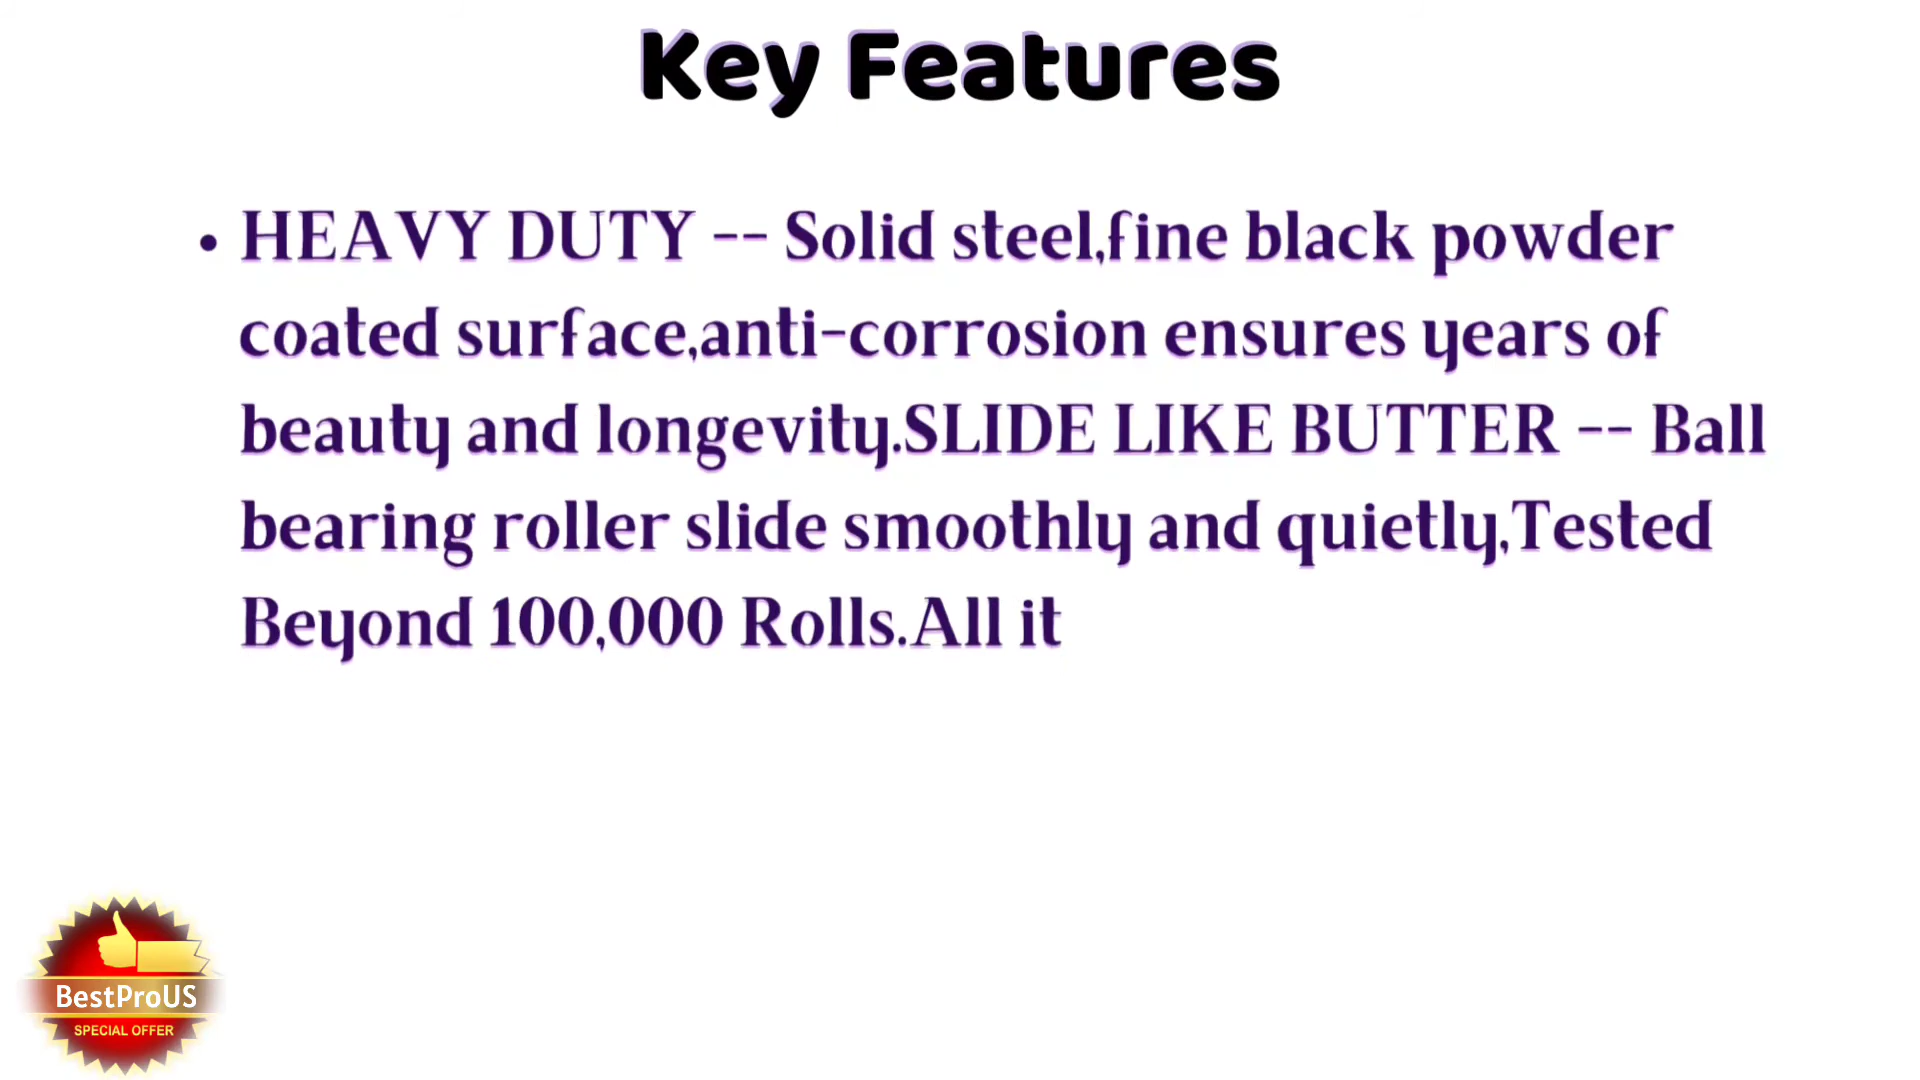 Key Features
• HEAVY DUTY -- Solid steel,fine black powder
coated surface,anti-corrosion ensures years of
beauty and longevity.SLIDE LIKE BUTTER -- Ball
bearing roller slide smoothly and quietly,Tested
Beyond 100,000 Rolls.All it
BestProUS
SPECIAL OFFER